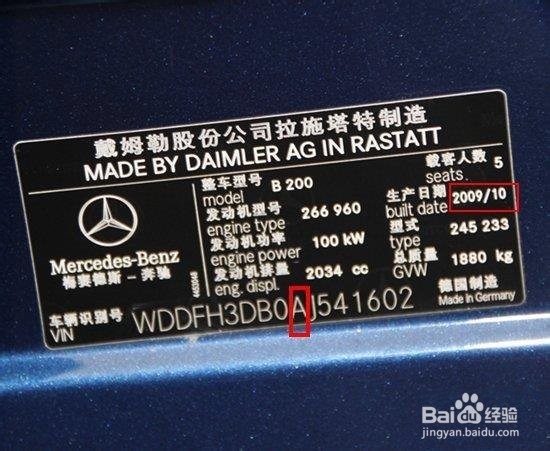 戴姆勒股份公司拉施塔特制造
MADE BY DAIMLER AG IN RASTATT
Mercedes-Benz
梅赛德斯-奔驰
整车型号
model
B 200
载客人数
seats.
5
发动机型号
engine type
266 960
生产日期
built date
2009/10
发动机功率
engine power
100 kW
型式
type
245 233
发动机排量
eng. displ.
2034 cc
总质量
GVW
1880 kg
车辆识别号
VIN
WDDFH3DB0AJ541602
德国制造
Made in Germany
Baidu经验
jingyan.baidu.com